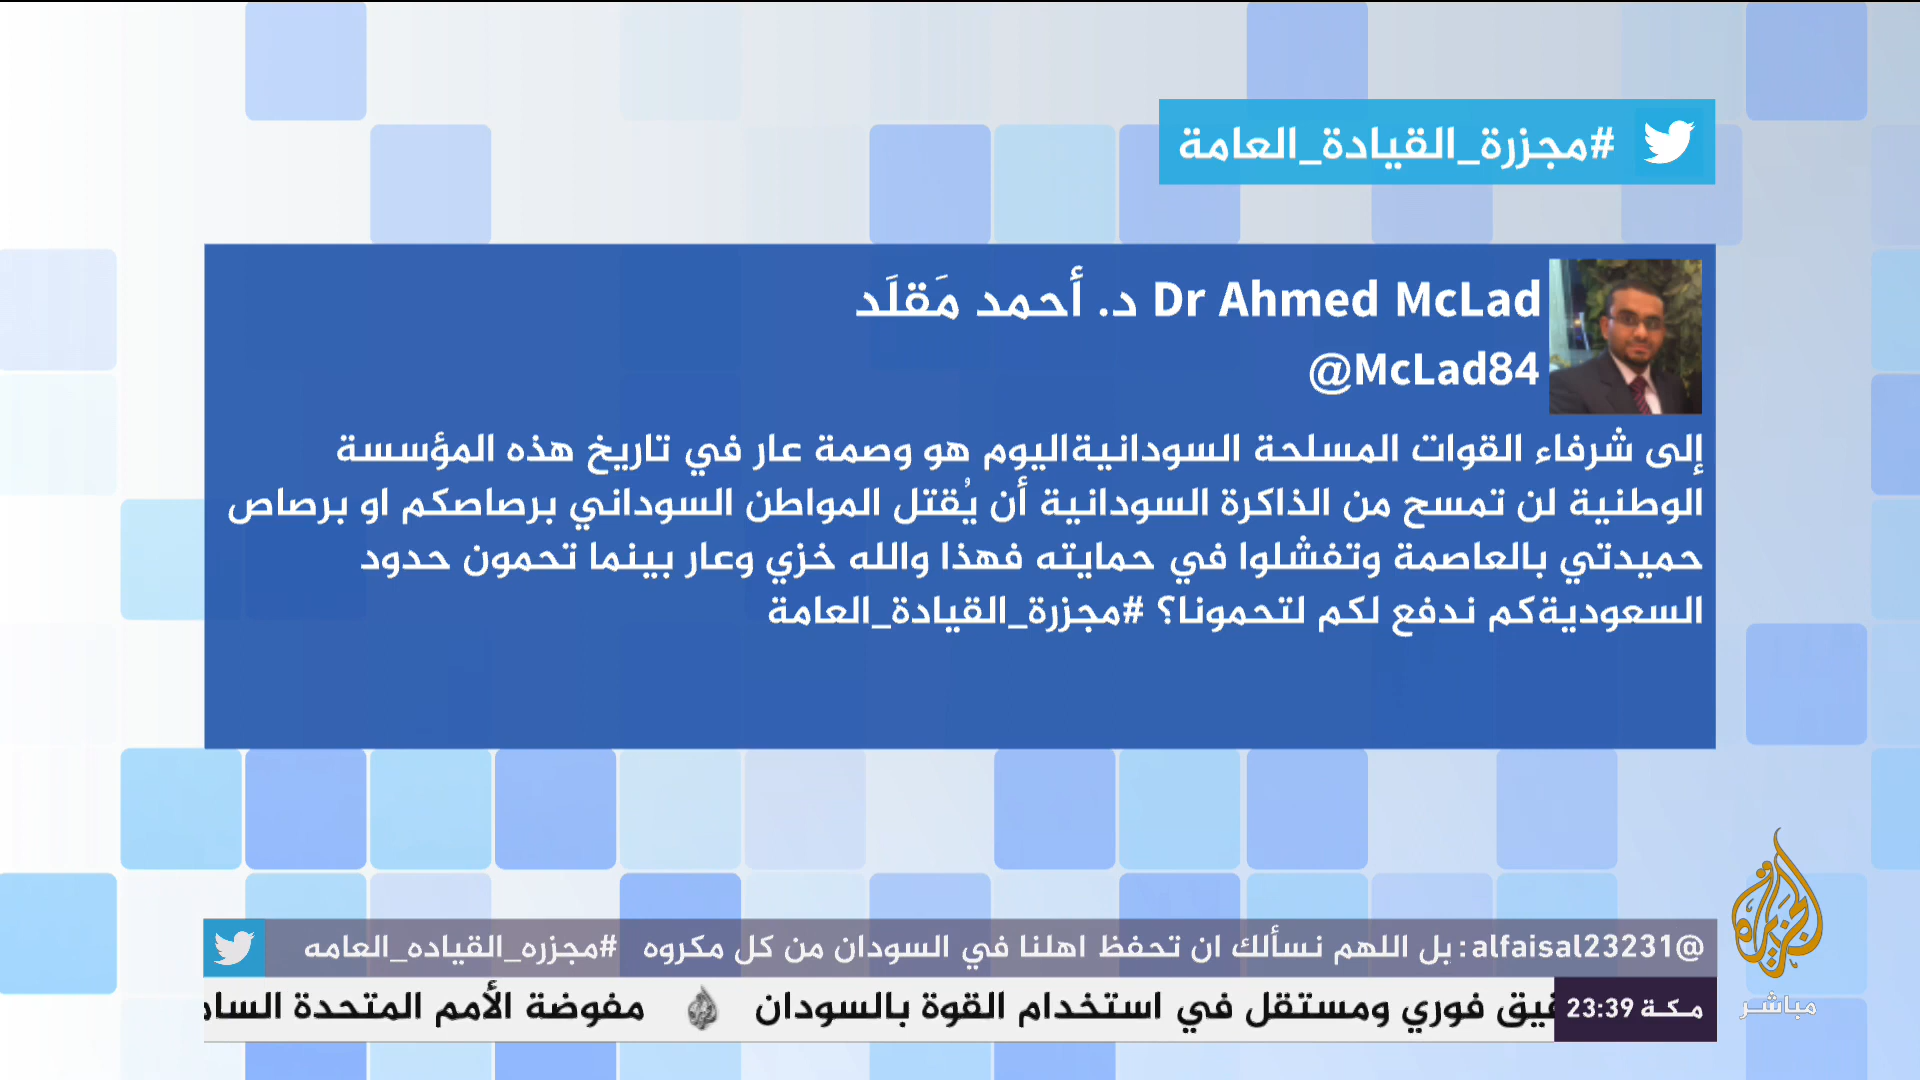 #مجزرة_القيادة_العامة
Dr Ahmed McLad د. أحمد مَقلَد
@McLad84
إلى شرفاء القوات المسلحة السودانيةاليوم هو وصمة عار في تاريخ هذه المؤسسة
الوطنية لن تمسح من الذاكرة السودانية أن يُقتل المواطن السوداني برصاصكم او برصاص
حميدتي بالعاصمة وتفشلوا في حمايته فهذا والله خزي وعار بينما تحمون حدود
السعوديةكم ندفع لكم لتحمونا؟ #مجزرة_القيادة_العامة
@alfaisal23231: بل اللهم نسألك ان تحفظ اهلنا في السودان من كل مكروه #مجزره_القياده_العامه
مكة 23:39
فوري ومستقل في استخدام القوة بالسودان مفوضة الأمم المتحدة
الجزيرة
مباشر